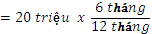 = 20 triệu x 6 tháng / 12 tháng